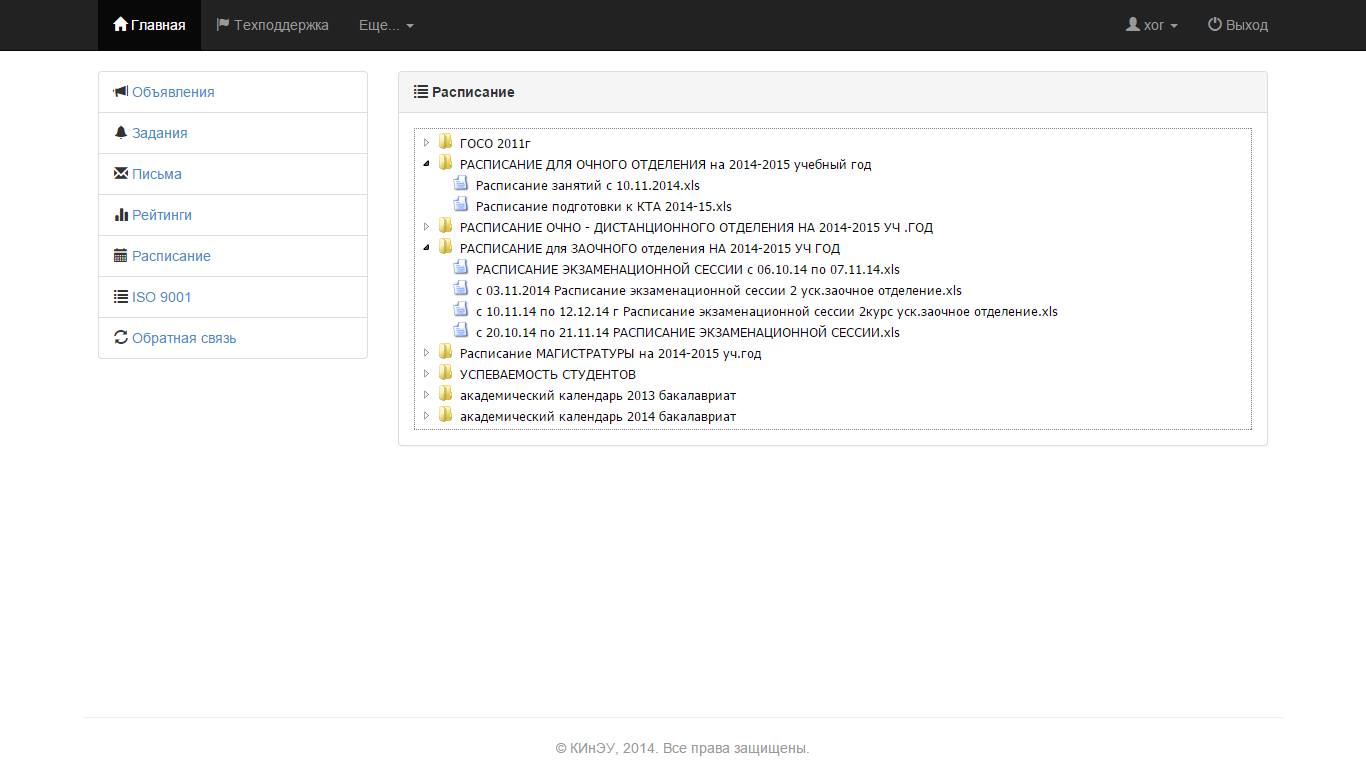 Главная Техподдержка Еще... xor Выход
Объявления
Задания
Письма
Рейтинги
Расписание
ISO 9001
Обратная связь
Расписание
ГОСО 2011г
РАСПИСАНИЕ ДЛЯ ОЧНОГО ОТДЕЛЕНИЯ на 2014-2015 учебный год
Расписание занятий с 10.11.2014.xls
Расписание подготовки к КТА 2014-15.xls
РАСПИСАНИЕ ОЧНО - ДИСТАНЦИОННОГО ОТДЕЛЕНИЯ НА 2014-2015 УЧ .ГОД
РАСПИСАНИЕ для ЗАОЧНОГО отделения НА 2014-2015 УЧ ГОД
РАСПИСАНИЕ ЭКЗАМЕНАЦИОННОЙ СЕССИИ с 06.10.14 по 07.11.14.xls
с 03.11.2014 Расписание экзаменационной сессии 2 уск.заочное отделение.xls
с 10.11.14 по 12.12.14 г Расписание экзаменационной сессии 2курс уск.заочное отделение.xls
с 20.10.14 по 21.11.14 РАСПИСАНИЕ ЭКЗАМЕНАЦИОННОЙ СЕССИИ.xls
Расписание МАГИСТРАТУРЫ на 2014-2015 уч.год
УСПЕВАЕМОСТЬ СТУДЕНТОВ
академический календарь 2013 бакалавриат
академический календарь 2014 бакалавриат
© КИнЭУ, 2014. Все права защищены.